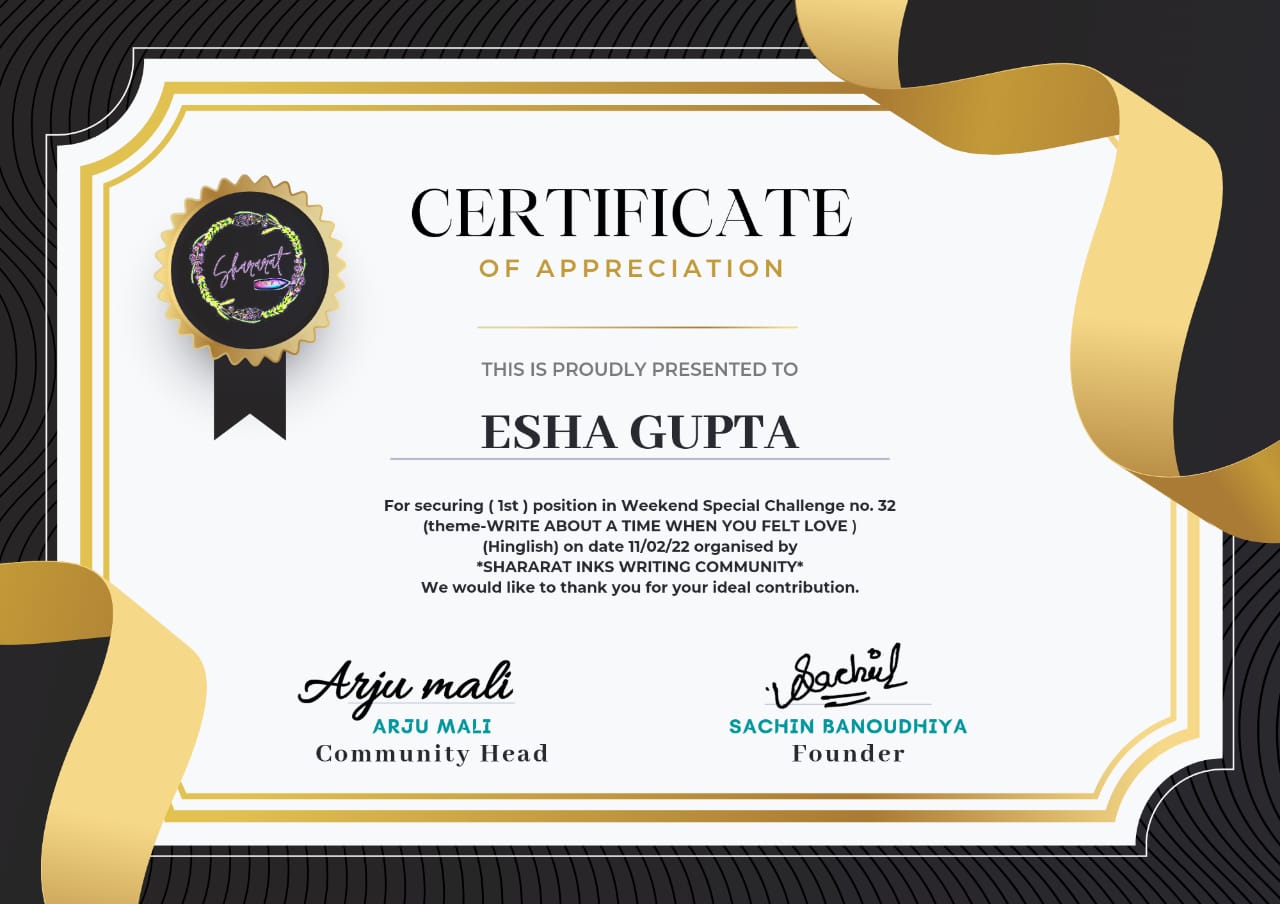 CERTIFICATE
OF APPRECIATION
Shararat
THIS IS PROUDLY PRESENTED TO
ESHA GUPTA
For securing ( 1st ) position in Weekend Special Challenge no. 32
(theme-WRITE ABOUT A TIME WHEN YOU FELT LOVE )
(Hinglish) on date 11/02/22 organised by
*SHARARAT INKS WRITING COMMUNITY*
We would like to thank you for your ideal contribution.
Arju mali
Sachin
ARJU MALI
SACHIN BANOUDHIYA
Community Head
Founder